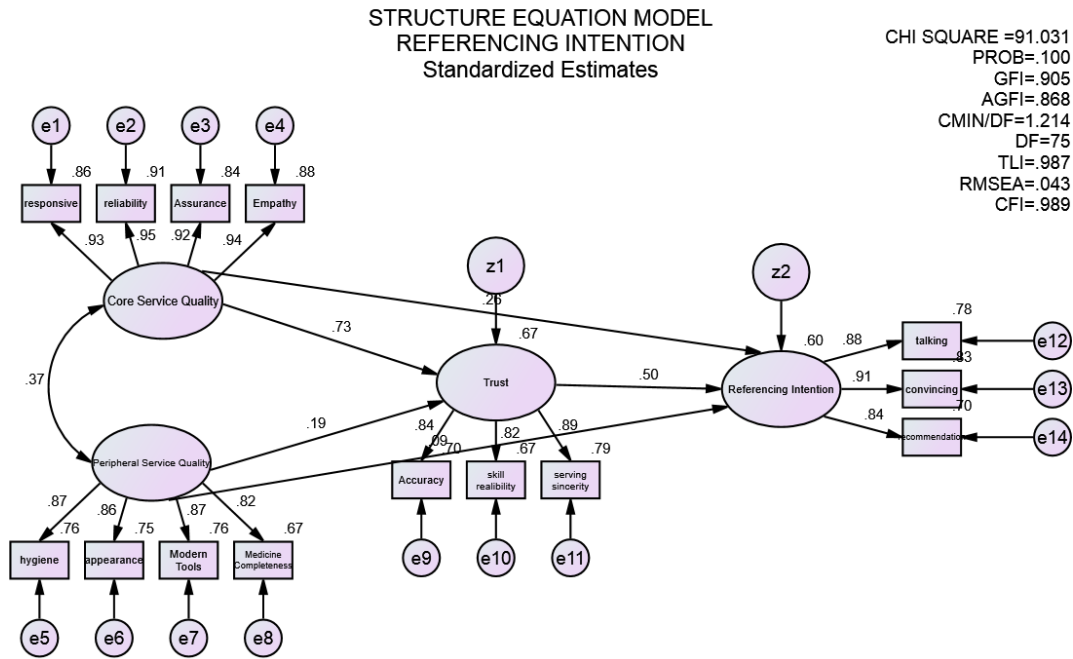 STRUCTURE EQUATION MODEL
REFERENCING INTENTION
Standardized Estimates
CHI SQUARE =91.031
PROB=.100
GFI=.905
AGFI=.868
CMIN/DF=1.214
DF=75
TLI=.987
RMSEA=.043
CFI=.989
e1
e2
e3
e4
.86
.91
.84
.88
responsive
reliability
Assurance
Empathy
.93
.95
.92
.94
Core Service Quality
z1
z2
.26
.73
.67
.60
.88
.78
talking
e12
.37
Trust
.50
Referencing Intention
.91
.83
convincing
e13
.19
.84
.70
recommendation
e14
Peripheral Service Quality
.84
.09
.70
.82
.67
.89
.79
Accuracy
skill
realibility
serving
sincerity
.87
.86
.87
.82
.76
.75
.76
.67
hygiene
appearance
Modern
Tools
Medicine
Completeness
e9
e10
e11
e5
e6
e7
e8